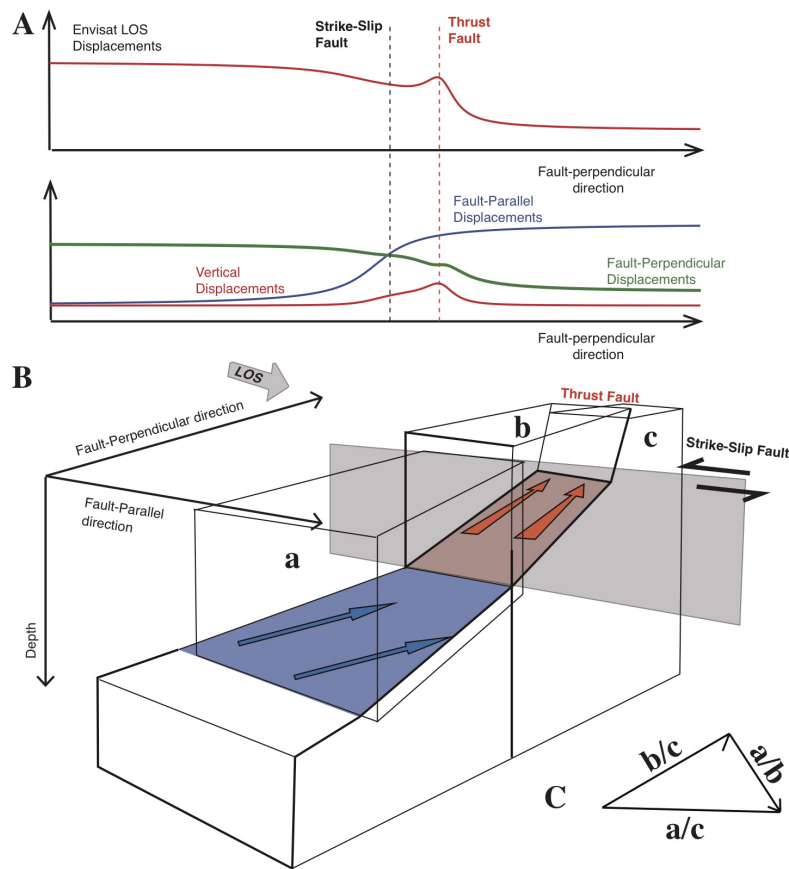 A
Envisat LOS
Displacements
Strike-Slip
Fault
Thrust
Fault
Fault-perpendicular
direction
Fault-Parallel
Displacements
Vertical
Displacements
Fault-Perpendicular
Displacements
Fault-perpendicular
direction
B
LOS
Fault-Perpendicular direction
Fault-Parallel
direction
Depth
Thrust Fault
b
c
Strike-Slip Fault
a
C
b/c
a/b
a/c